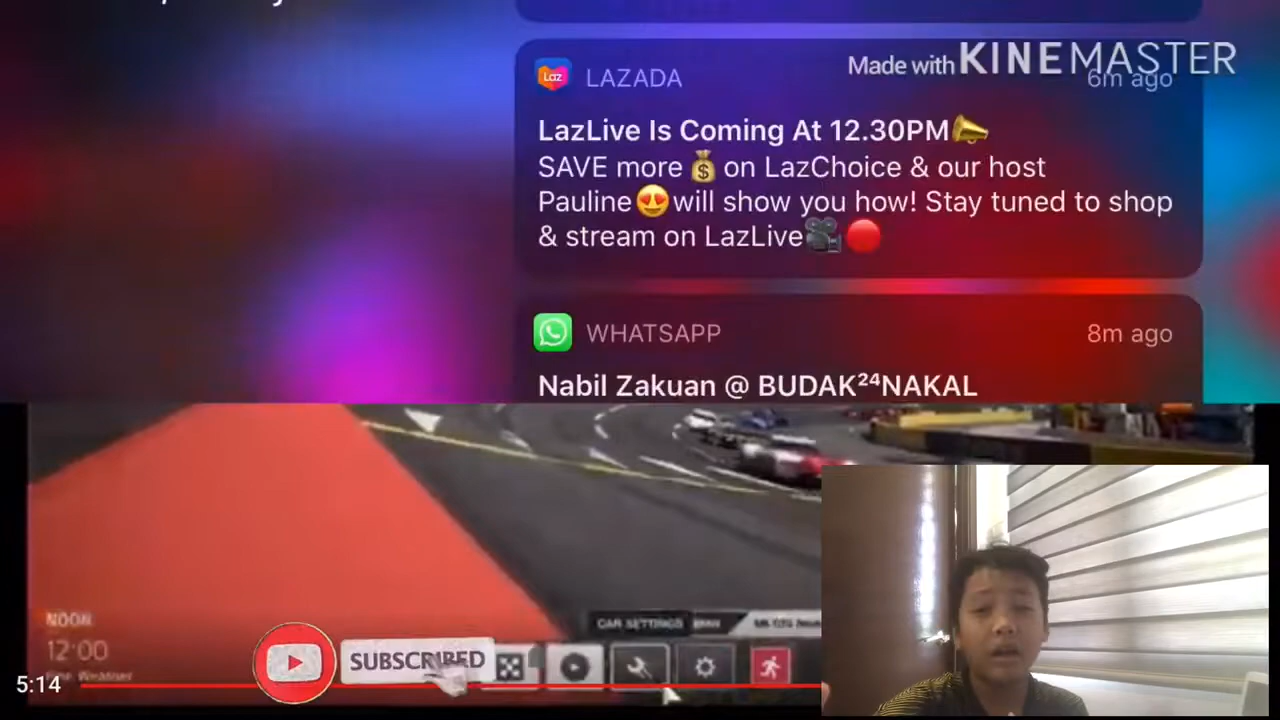 Made with KINEMASTER
LAZADA
6m ago
LazLive Is Coming At 12.30PM📣
SAVE more💰on LazChoice & our host
Pauline😍will show you how! Stay tuned to shop
& stream on LazLive🎥🔴
WHATSAPP
8m ago
Nabil Zakuan @ BUDAK²⁴NAKAL
NOON
12:00
CAR SETTINGS
SUBSCRIBED
5:14